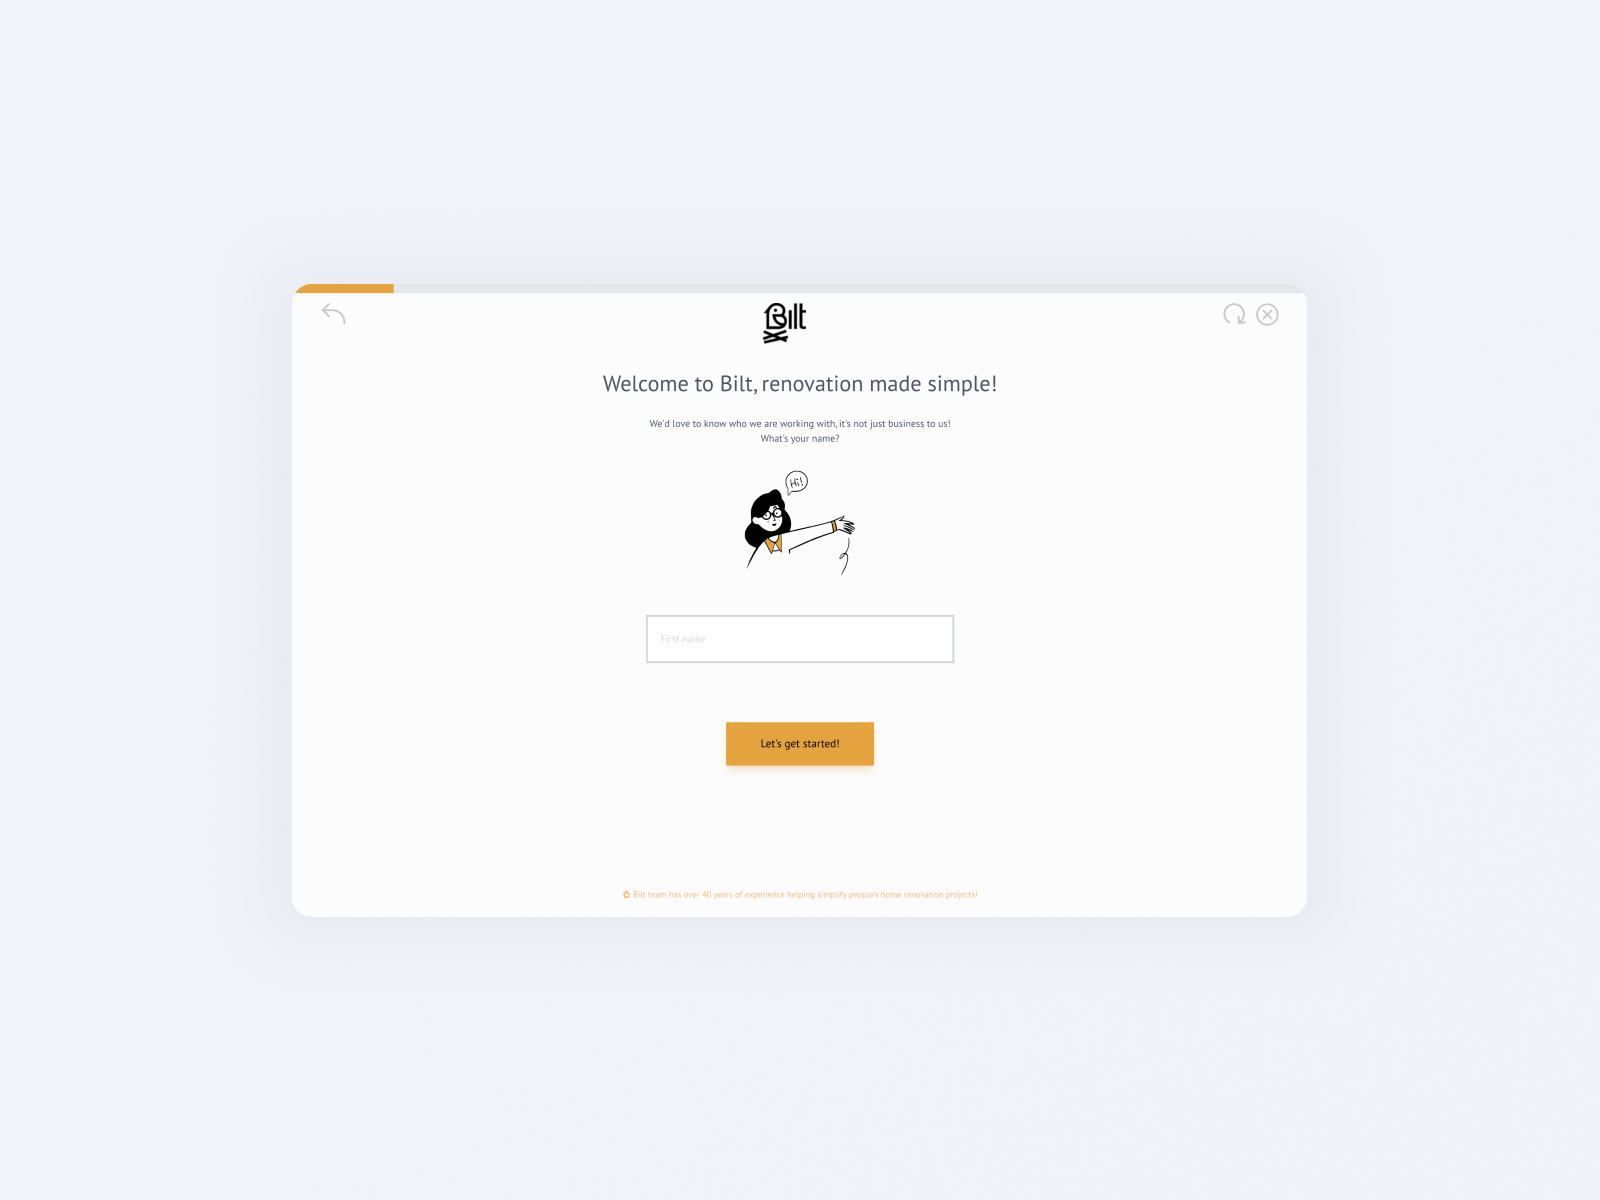 Bilt
Welcome to Bilt, renovation made simple!
We'd love to know who we are working with, it's not just business to us!
What's your name?
Hi!
First name
Let's get started!
Bilt team has over 40 years of experience helping simplify people's home renovation projects!